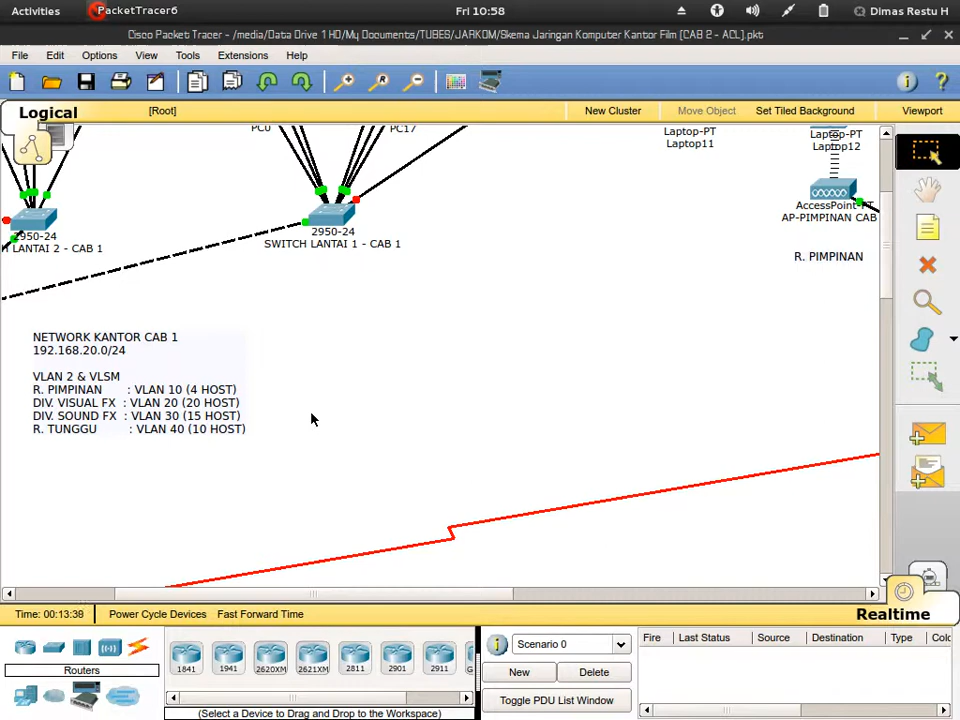 Activities
PacketTracer6
Fri 10:58
Dimas Restu H
Cisco Packet Tracer - /media/Data Drive 1 HD/My Documents/TUBES/JARKOM/Skema Jaringan Komputer Kantor Film [CAB 2 - ACL].pkt
File Edit Options View Tools Extensions Help
Logical
[Root]
New Cluster
Move Object
Set Tiled Background
Viewport
PC0
PC17
Laptop-PT
Laptop11
Laptop-PT
Laptop12
AccessPoint-PT
AP-PIMPINAN CAB
R. PIMPINAN
2950-24
LANTAI 2 - CAB 1
2950-24
SWITCH LANTAI 1 - CAB 1
NETWORK KANTOR CAB 1
192.168.20.0/24
VLAN 2 & VLSM
R. PIMPINAN : VLAN 10 (4 HOST)
DIV. VISUAL FX : VLAN 20 (20 HOST)
DIV. SOUND FX : VLAN 30 (15 HOST)
R. TUNGGU : VLAN 40 (10 HOST)
Time: 00:13:38
Power Cycle Devices
Fast Forward Time
Realtime
Routers
1841
1941
2620XM
2621XM
2811
2901
2911
(Select a Device to Drag and Drop to the Workspace)
Scenario 0
New
Delete
Toggle PDU List Window
Fire
Last Status
Source
Destination
Type